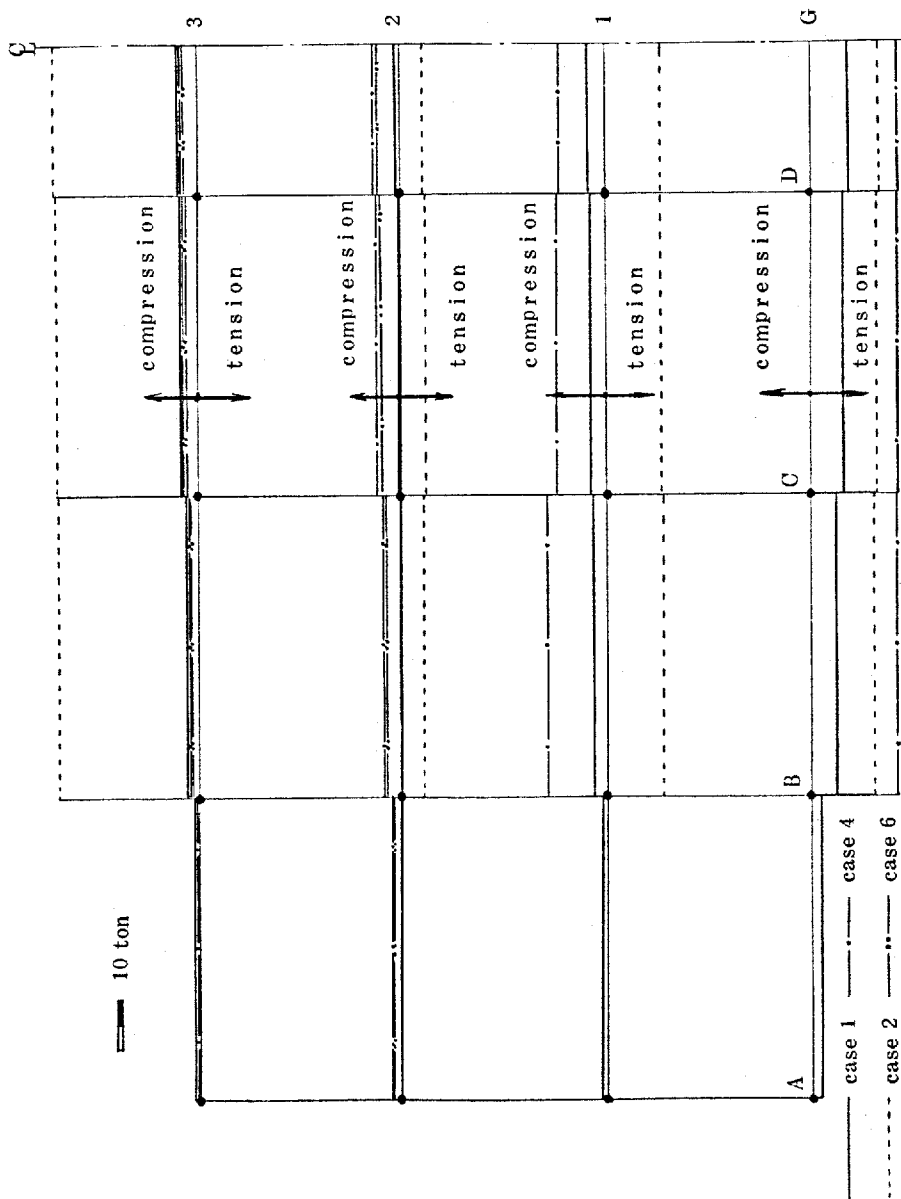 ℄
3
2
1
G
compression
tension
compression
tension
compression
tension
compression
tension
D
C
B
A
10 ton
case 1
case 4
case 2
case 6